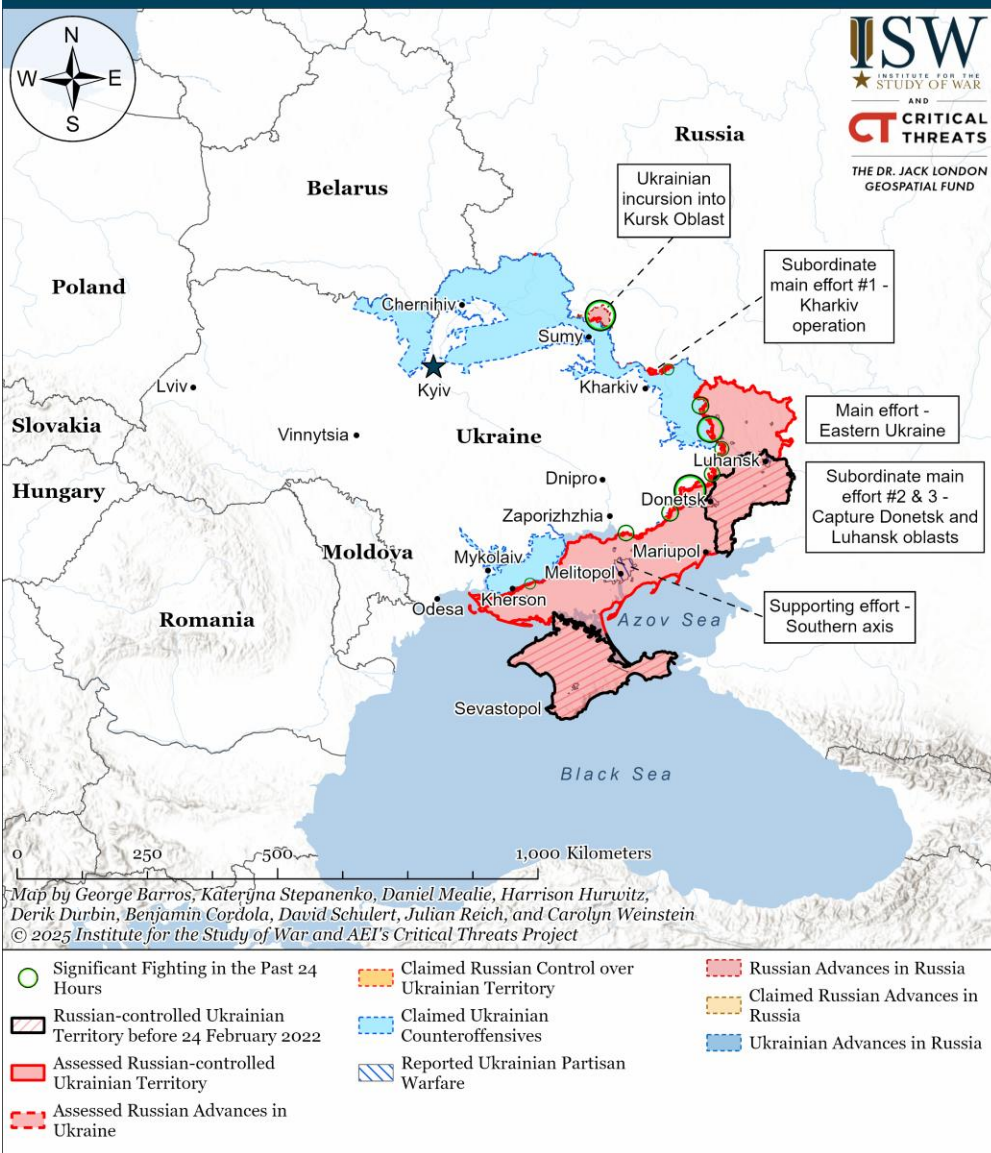 N
W
E
S
ISW
INSTITUTE FOR THE
STUDY OF WAR
AND
CT CRITICAL
THREATS
THE DR. JACK LONDON
GEOSPATIAL FUND
Russia
Ukrainian
incursion into
Kursk Oblast
Belarus
Subordinate
main effort #1 -
Kharkiv
operation
Poland
Chernihiv
Sumy
Kyiv
Kharkiv
Lviv
Slovakia
Vinnytsia
Ukraine
Main effort -
Eastern Ukraine
Luhansk
Hungary
Dnipro
Donetsk
Subordinate main
effort #2 & 3 -
Capture Donetsk and
Luhansk oblasts
Zaporizhzhia
Moldova
Mykolaiv
Mariupol
Melitopol
Kherson
Odesa
Romania
Azov Sea
Supporting effort -
Southern axis
Sevastopol
Black Sea
0 250 500 1,000 Kilometers
Map by George Barros, Kateryna Stepanenko, Daniel Mealie, Harrison Hurwitz,
Derik Durbin, Benjamin Cordola, David Schulert, Julian Reich, and Carolyn Weinstein
© 2025 Institute for the Study of War and AEI's Critical Threats Project
Significant Fighting in the Past 24
Hours
Russian-controlled Ukrainian
Territory before 24 February 2022
Assessed Russian-controlled
Ukrainian Territory
Assessed Russian Advances in
Ukraine
Claimed Russian Control over
Ukrainian Territory
Claimed Ukrainian
Counteroffensives
Reported Ukrainian Partisan
Warfare
Russian Advances in Russia
Claimed Russian Advances in
Russia
Ukrainian Advances in Russia